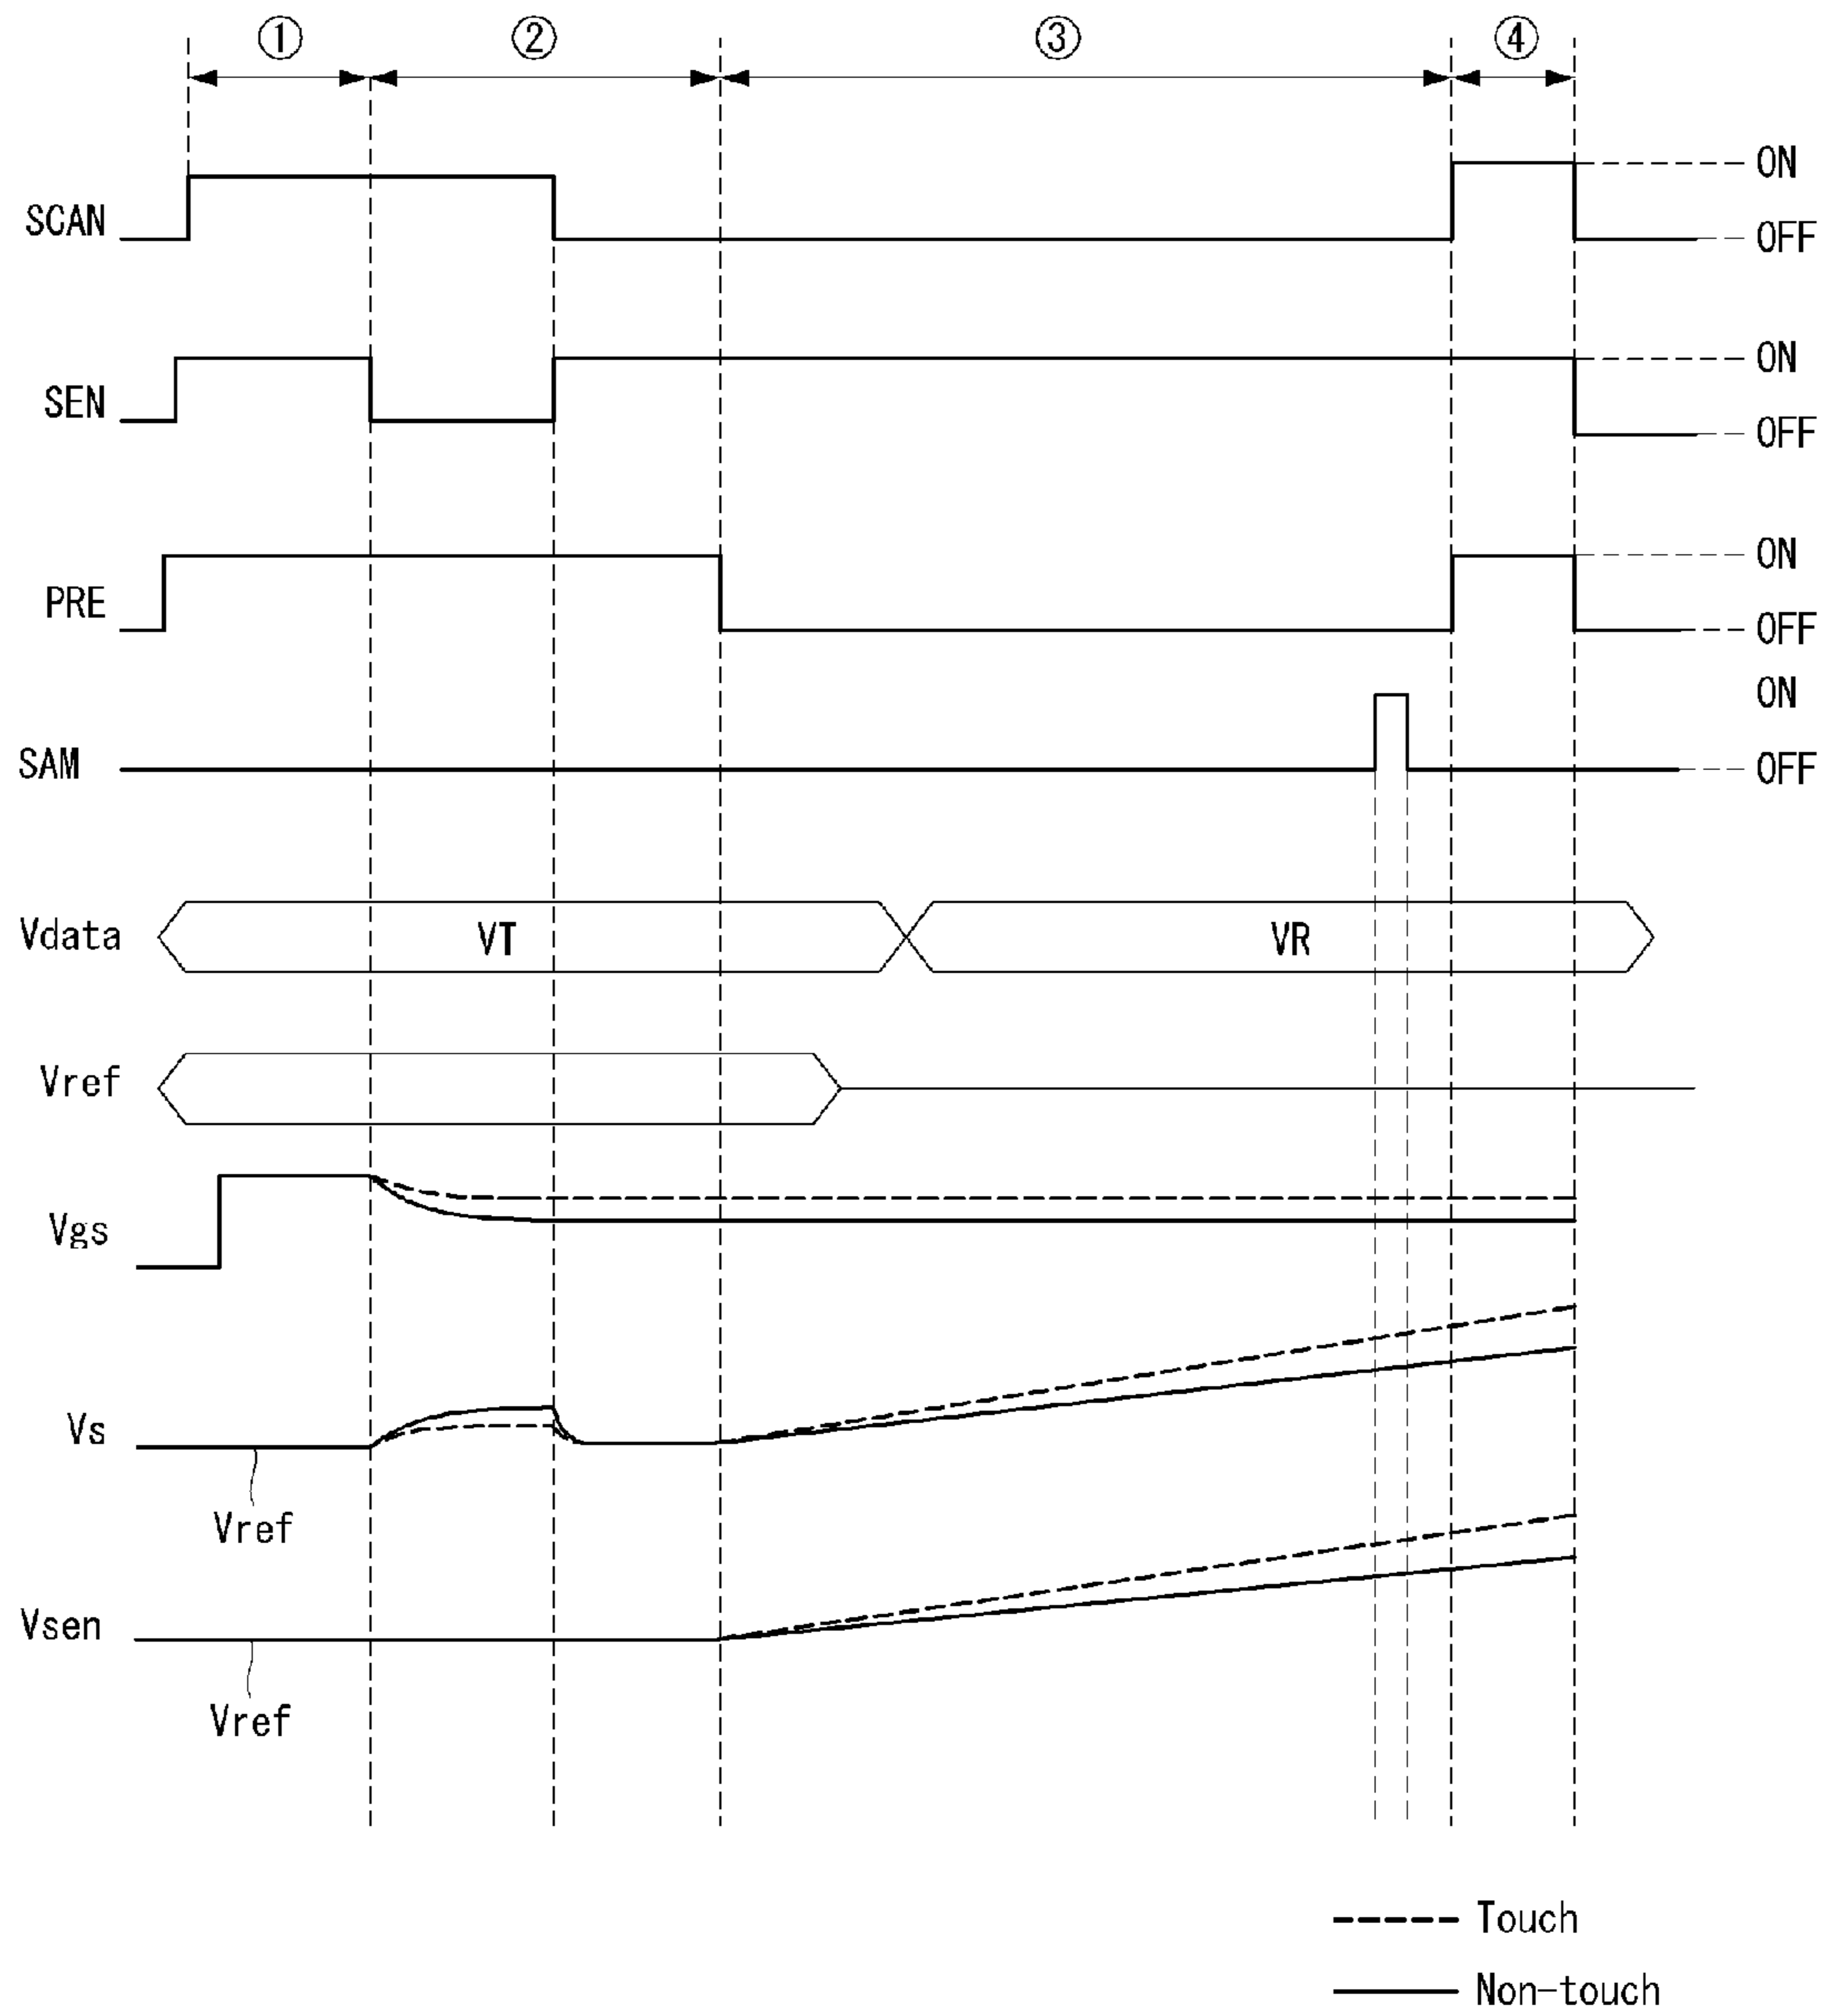 ① ② ③ ④
ON
SCAN
OFF
ON
SEN
OFF
ON
PRE
OFF
ON
SAM
OFF
Vdata VT VR
Vref
Vgs
Vs
Vref
Vsen
Vref
Touch
Non-touch